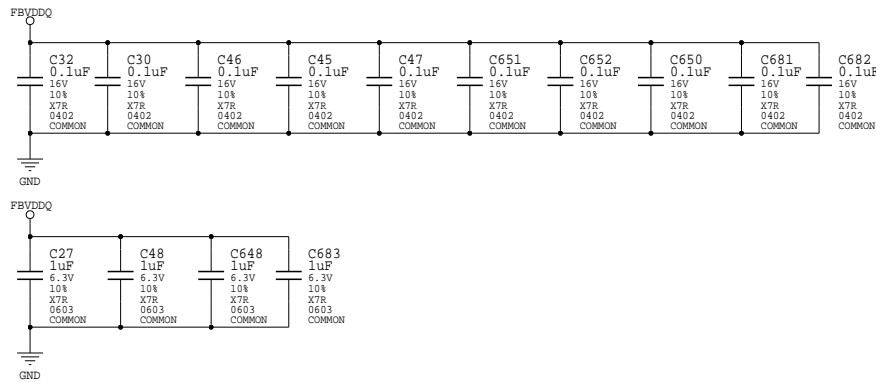 FBVDDQ
C32 C30 C46 C45 C47 C651 C652 C650 C681 C682
0.1uF 0.1uF 0.1uF 0.1uF 0.1uF 0.1uF 0.1uF 0.1uF 0.1uF 0.1uF
16V 16V 16V 16V 16V 16V 16V 16V 16V 16V
10% 10% 10% 10% 10% 10% 10% 10% 10% 10%
X7R X7R X7R X7R X7R X7R X7R X7R X7R X7R
0402 0402 0402 0402 0402 0402 0402 0402 0402 0402
COMMON COMMON COMMON COMMON COMMON COMMON COMMON COMMON COMMON COMMON
GND
FBVDDQ
C27 C48 C648 C683
1uF 1uF 1uF 1uF
6.3V 6.3V 6.3V 6.3V
10% 10% 10% 10%
X7R X7R X7R X7R
0603 0603 0603 0603
COMMON COMMON COMMON COMMON
GND